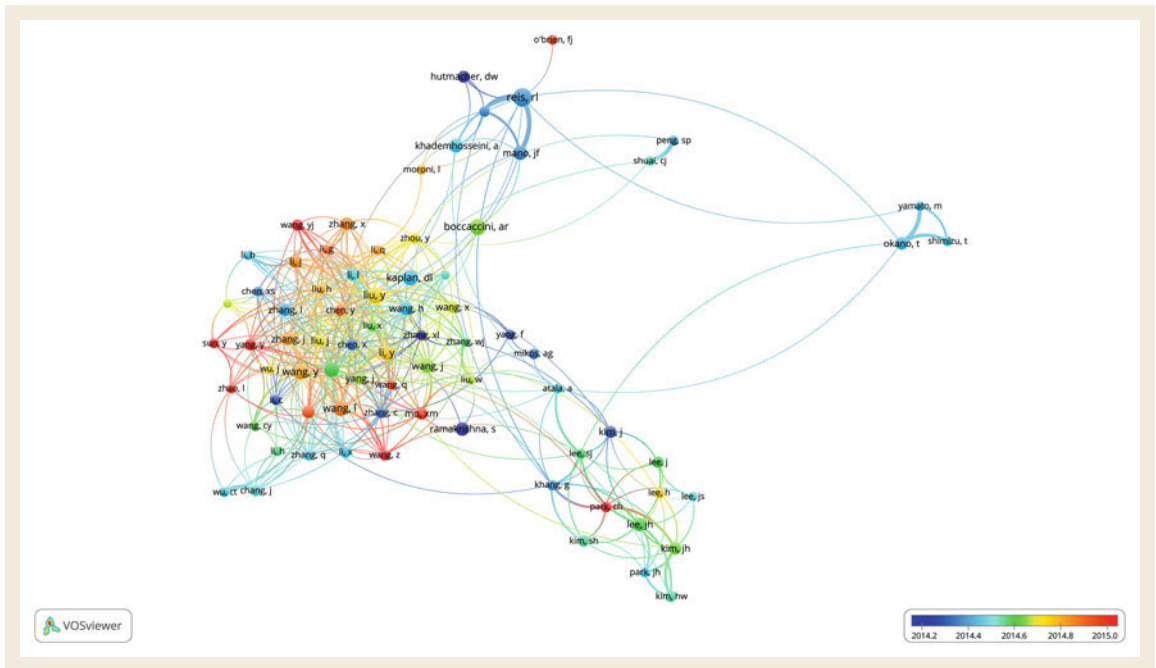 o'brien, fj
hutmacher, dw
reis, rl
khademhosseini, a
mano, jf
peng, sp
shuai, cj
moroni, l
yamato, m
okano, t
shimizu, t
wang, yj
zhang, x
boccaccini, ar
zhou, y
li, g
li, q
li, b
li, j
li, l
kaplan, dl
chen, xs
liu, h
liu, y
zhang, l
chen, y
wang, h
wang, x
liu, x
sun, y
yang, y
zhang, j
liu, j
chen, x
zhang, xl
zhang, wj
yang, f
mikos, ag
li, y
wu, j
wang, y
yang, j
wang, j
wang, q
liu, w
zhao, l
li, c
wang, f
zhang, c
mo, xm
atala, a
wang, cy
ramakrishna, s
kim, j
li, h
zhang, q
li, x
wang, z
lee, sj
lee, j
wu, ct
chang, j
khang, g
lee, h
lee, js
park, ch
lee, jh
kim, sh
kim, jh
park, jh
kim, hw
VOSviewer
2014.2 2014.4 2014.6 2014.8 2015.0